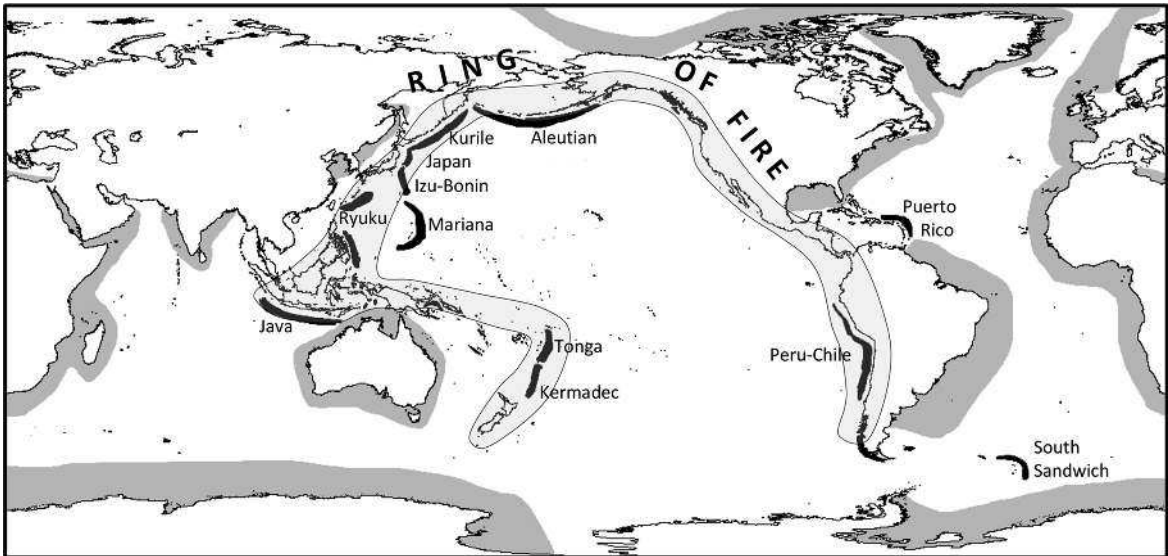 RING OF FIRE
Kurile
Aleutian
Japan
Izu-Bonin
Ryuku
Mariana
Puerto
Rico
Java
Tonga
Peru-Chile
Kermadec
South
Sandwich